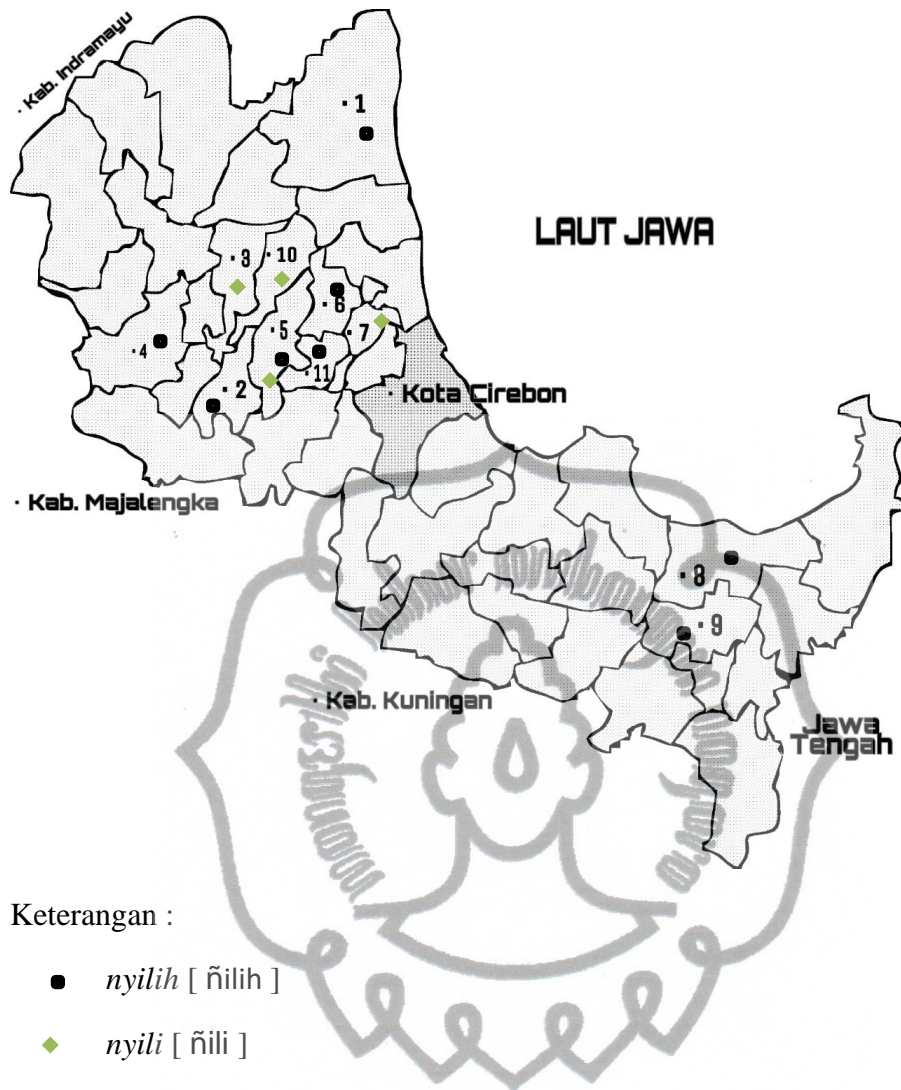 · Kab. Indramayu
· 1
LAUT JAWA
· 3
· 10
· 6
· 5
· 7
· 4
· 11
· 2
· Kota Cirebon
· Kab. Majalengka
· 8
· 9
· Kab. Kuningan
Jawa
Tengah
Keterangan :
nyilih [ ñilih ]
nyili [ ñili ]